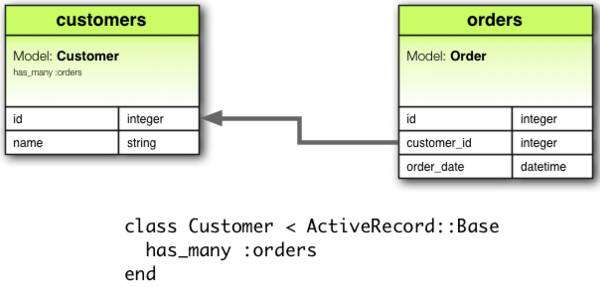 customers
Model: Customer
has_many :orders
id integer
name string
orders
Model: Order
id integer
customer_id integer
order_date datetime
class Customer < ActiveRecord::Base
  has_many :orders
end